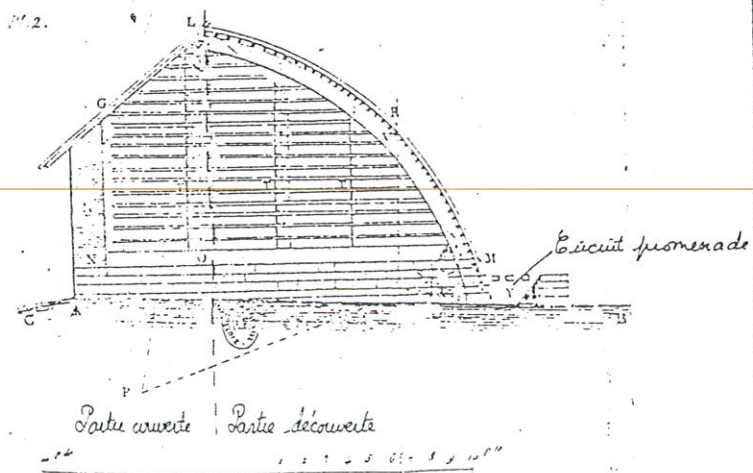 Pl. 2.
L
G
R
N
O
M
Circuit promenade
C
A
B
P
Partie couverte
Partie découverte